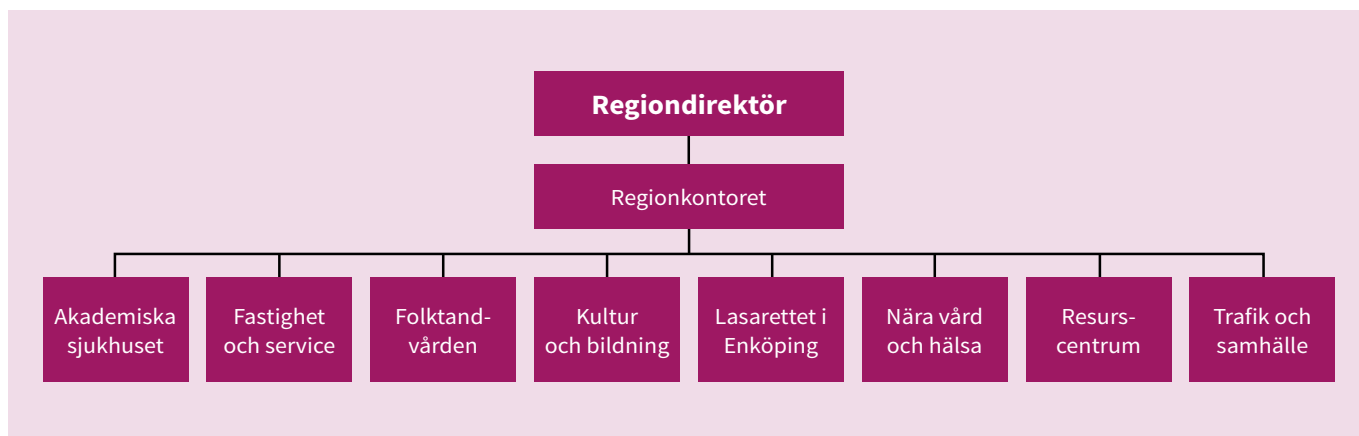 Regiondirektör
Regionkontoret
Akademiska
sjukhuset
Fastighet
och service
Folktand-
vården
Kultur
och bildning
Lasarettet i
Enköping
Nära vård
och hälsa
Resurs-
centrum
Trafik och
samhälle